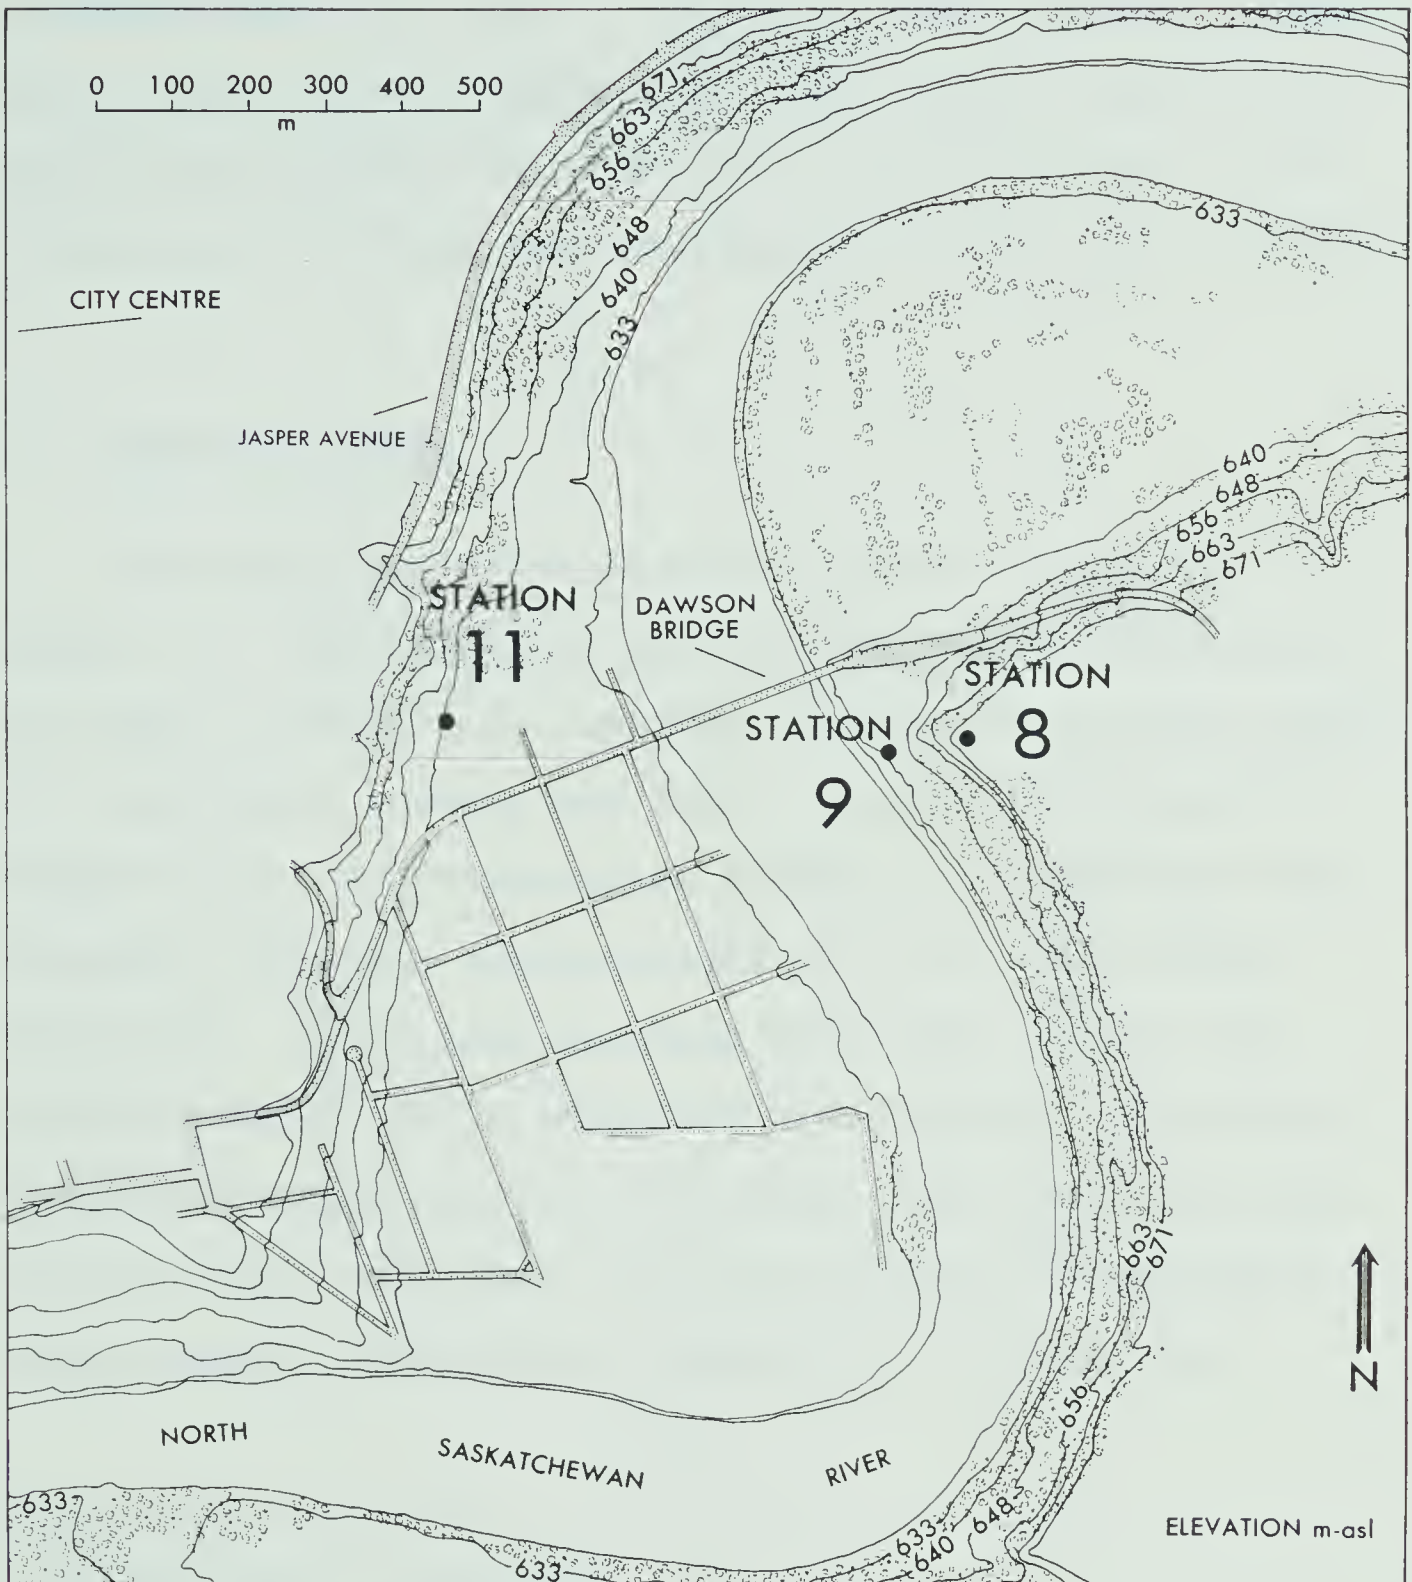 0 100 200 300 400 500
m
671
663
656
648
640
633
633
CITY CENTRE
JASPER AVENUE
640
648
656
663
671
STATION
11
DAWSON
BRIDGE
STATION
8
STATION
9
663
671
656
N
NORTH SASKATCHEWAN RIVER
633
633
633
640
648
ELEVATION m-asl